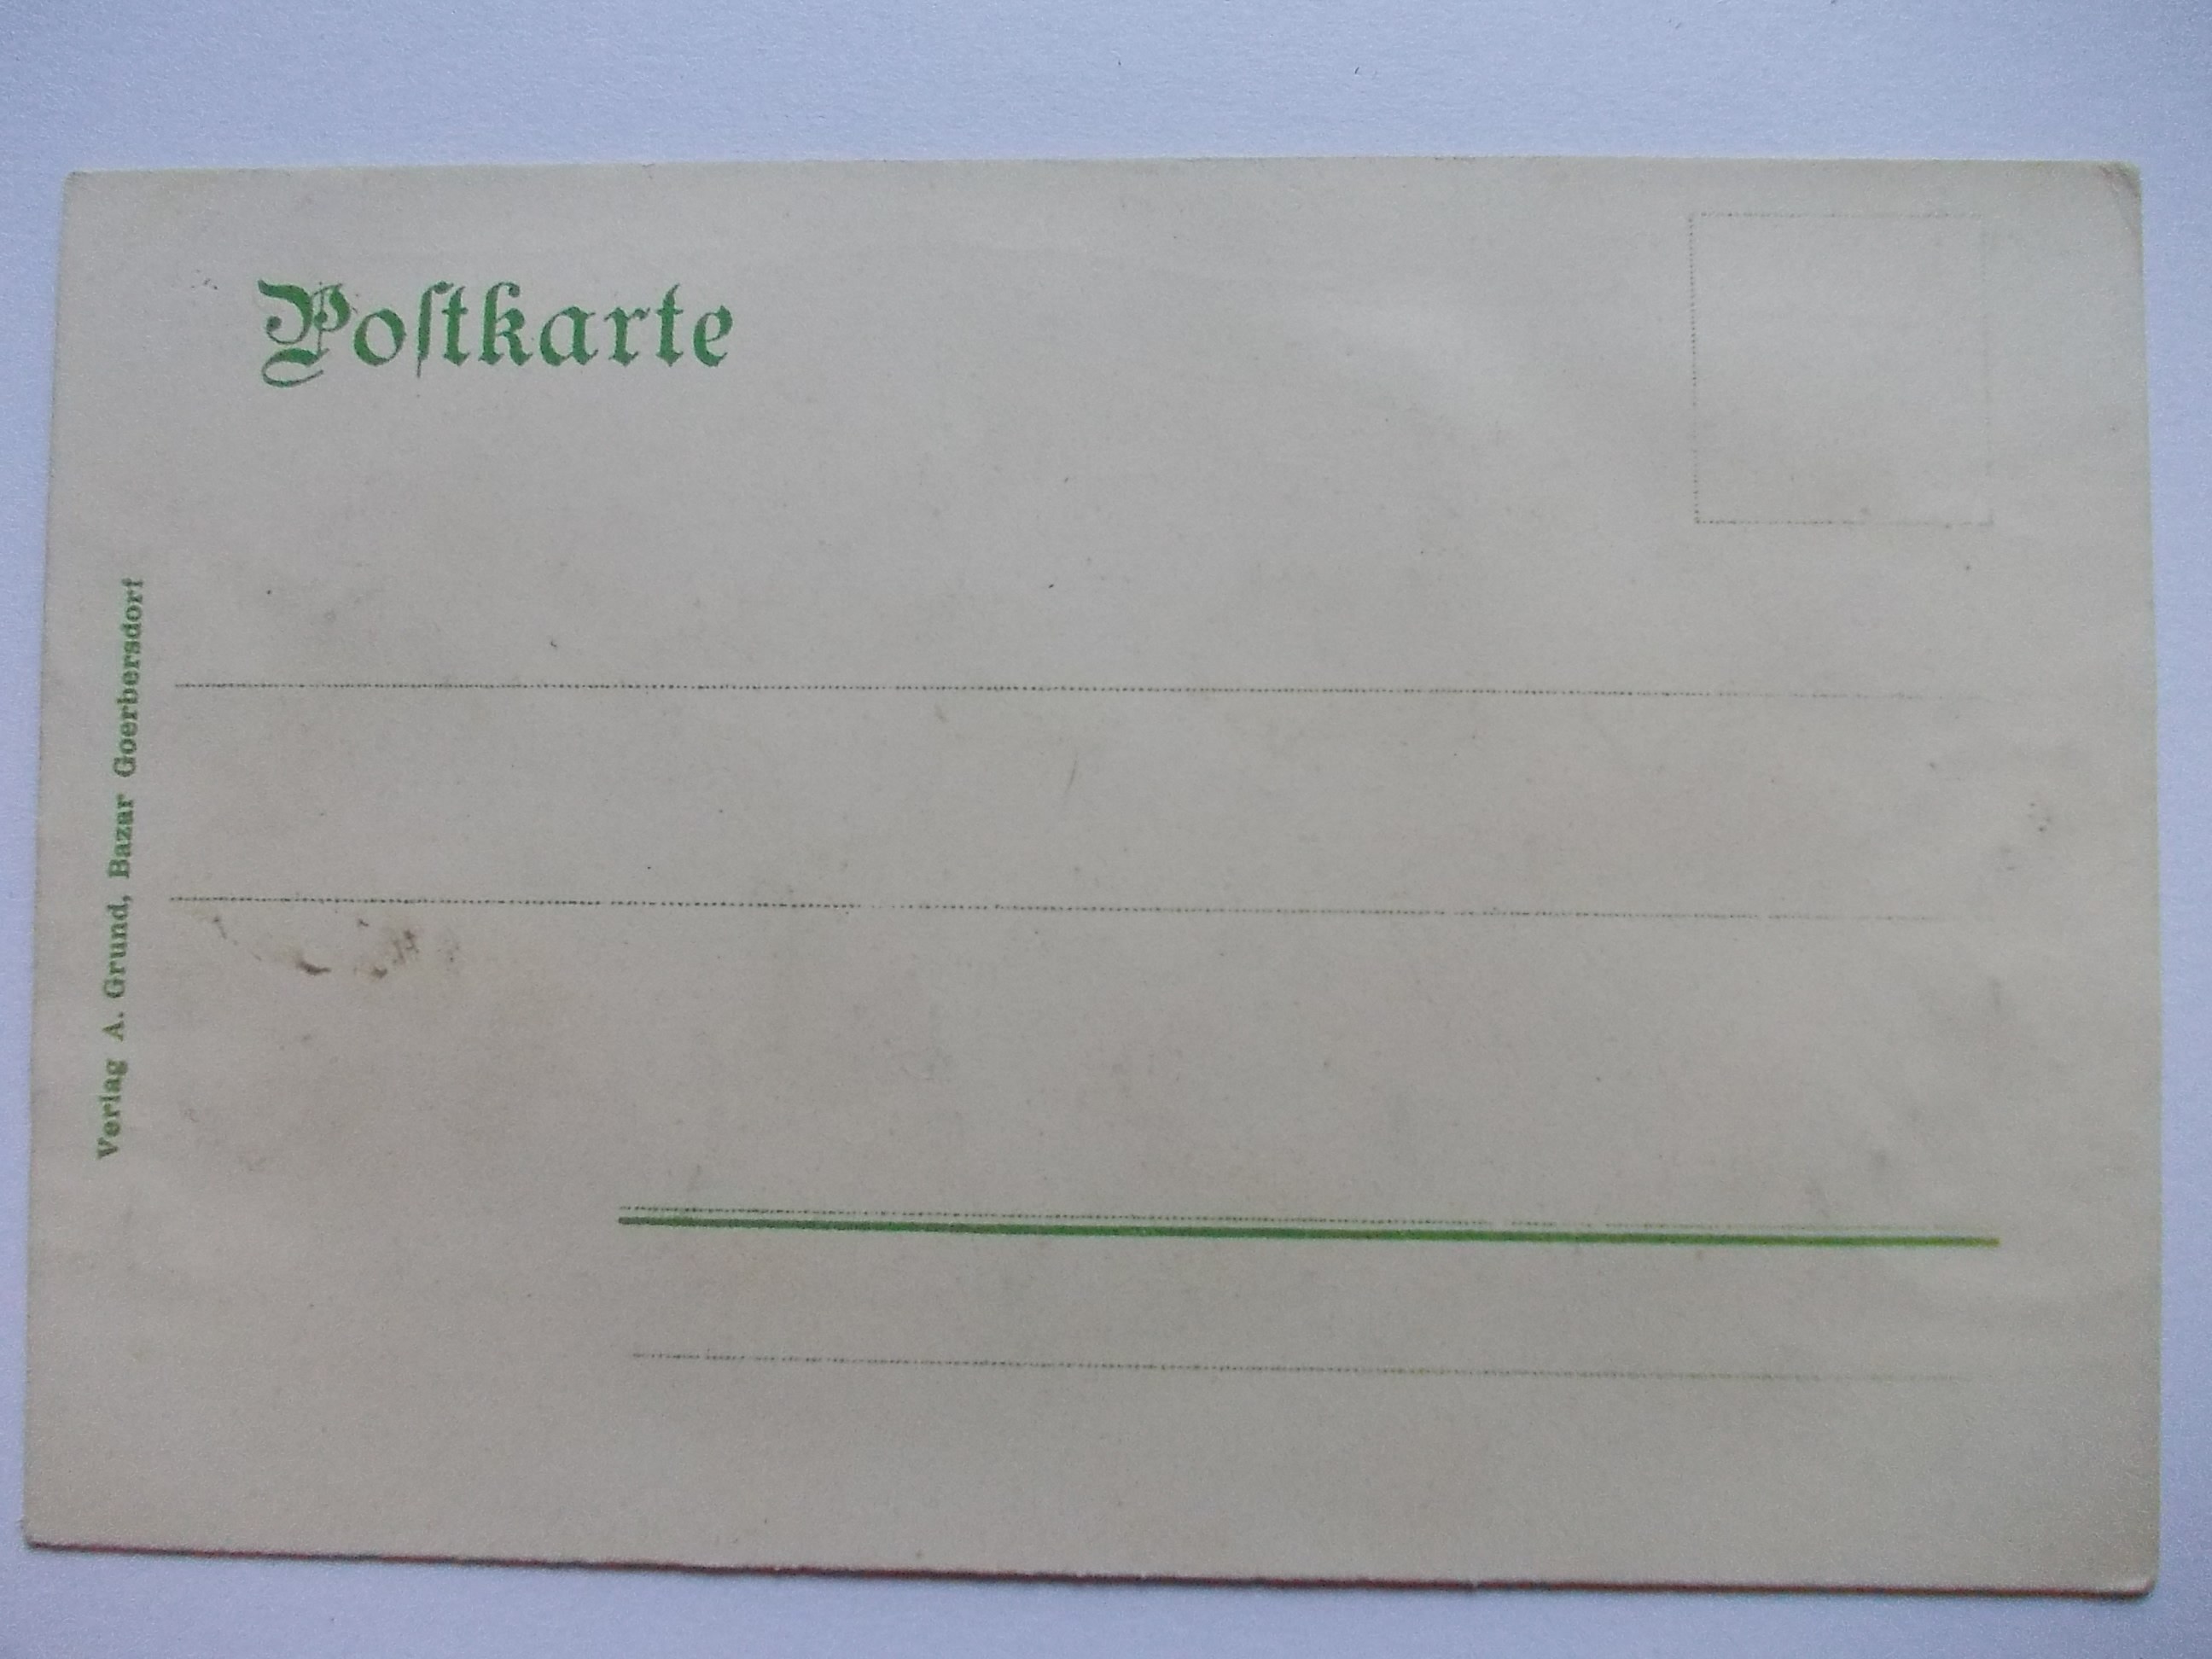 Poſtkarte
Verlag A. Grund, Bazar Goerbersdorf